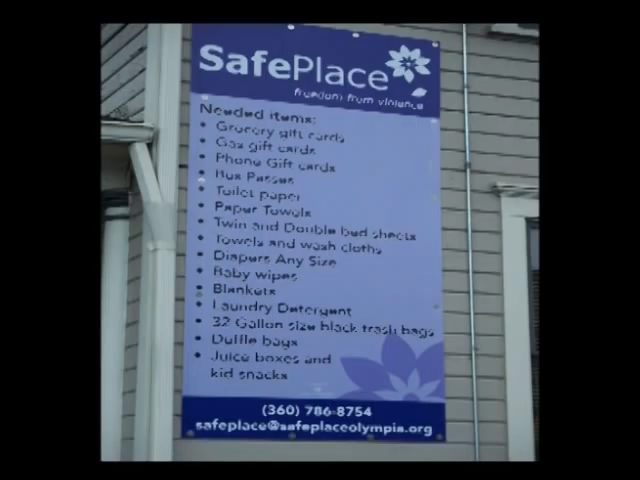 SafePlace
freedom from violence
Needed items:
• Grocery gift cards
• Gas gift cards
• Phone Gift cards
• Bus Passes
• Toilet paper
• Paper Towels
• Twin and Double bed sheets
• Towels and wash cloths
• Diapers Any Size
• Baby wipes
• Blankets
• Laundry Detergent
• 32 Gallon size black trash bags
• Duffle bags
• Juice boxes and
kid snacks
(360) 786-8754
safeplace@safeplaceolympia.org